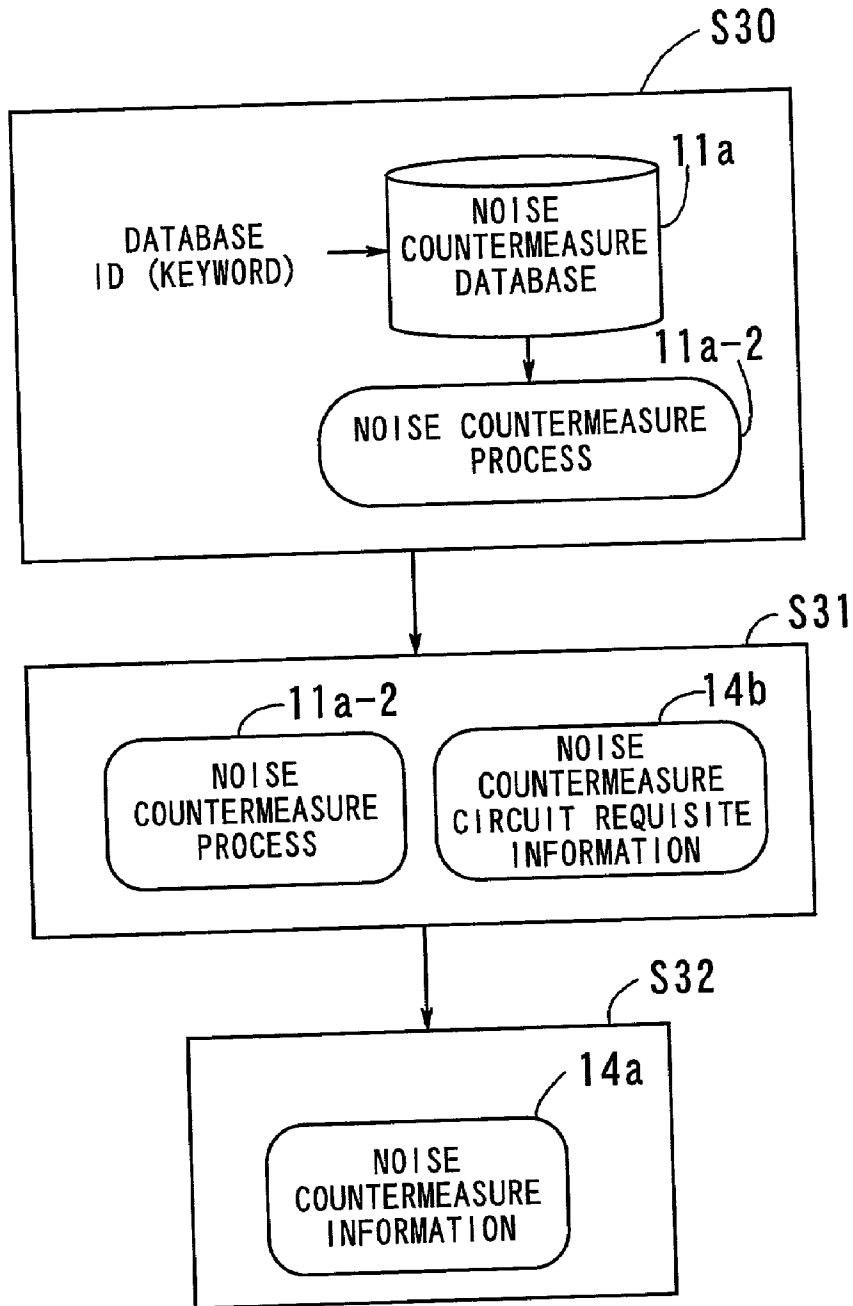 S30
11a
NOISE
COUNTERMEASURE
DATABASE
DATABASE
ID (KEYWORD)
11a-2
NOISE COUNTERMEASURE
PROCESS
S31
11a-2
NOISE
COUNTERMEASURE
PROCESS
14b
NOISE
COUNTERMEASURE
CIRCUIT REQUISITE
INFORMATION
S32
14a
NOISE
COUNTERMEASURE
INFORMATION